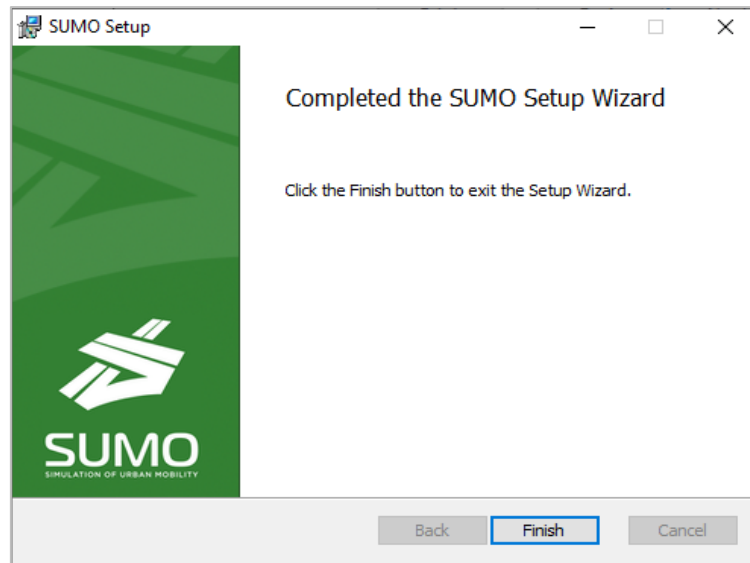 SUMO Setup
Completed the SUMO Setup Wizard
Click the Finish button to exit the Setup Wizard.
SUMO
SIMULATION OF URBAN MOBILITY
Back
Finish
Cancel